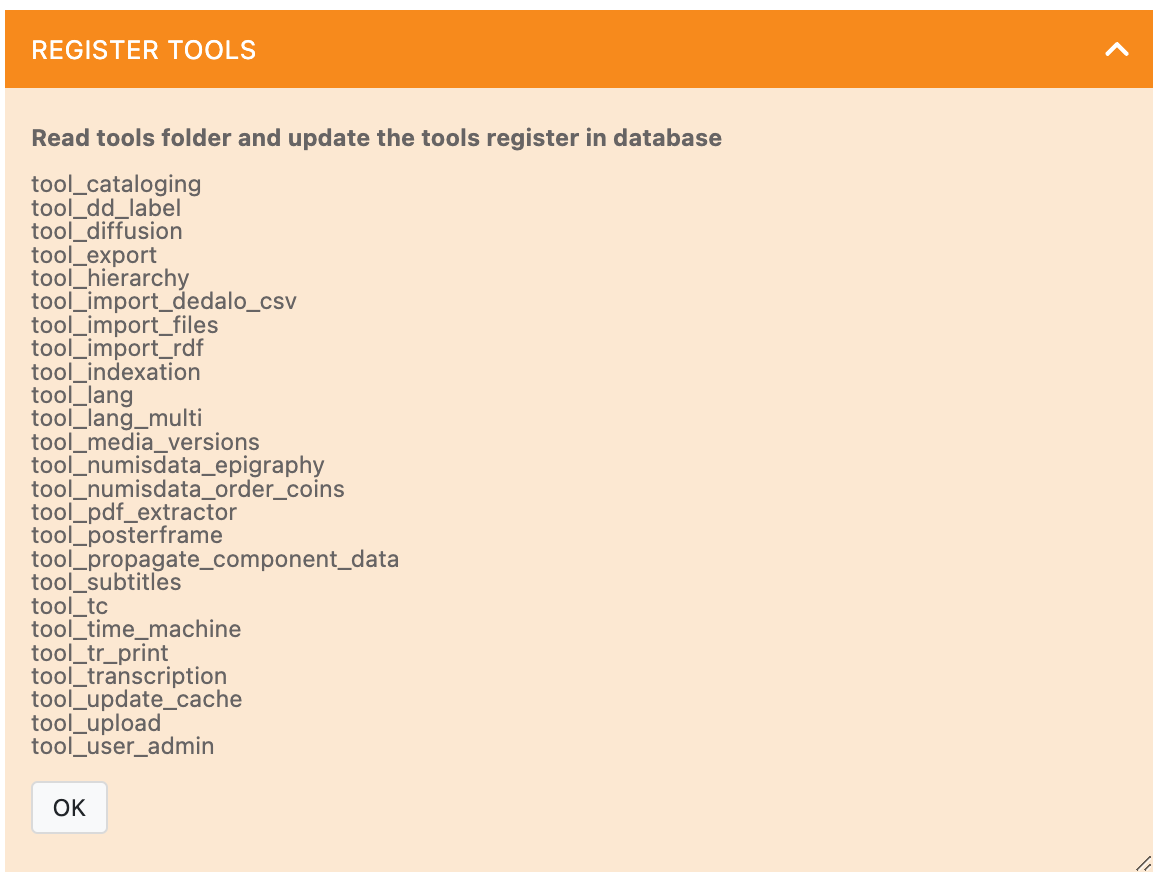 REGISTER TOOLS
Read tools folder and update the tools register in database
tool_cataloging
tool_dd_label
tool_diffusion
tool_export
tool_hierarchy
tool_import_dedalo_csv
tool_import_files
tool_import_rdf
tool_indexation
tool_lang
tool_lang_multi
tool_media_versions
tool_numisdata_epigraphy
tool_numisdata_order_coins
tool_pdf_extractor
tool_posterframe
tool_propagate_component_data
tool_subtitles
tool_tc
tool_time_machine
tool_tr_print
tool_transcription
tool_update_cache
tool_upload
tool_user_admin
OK